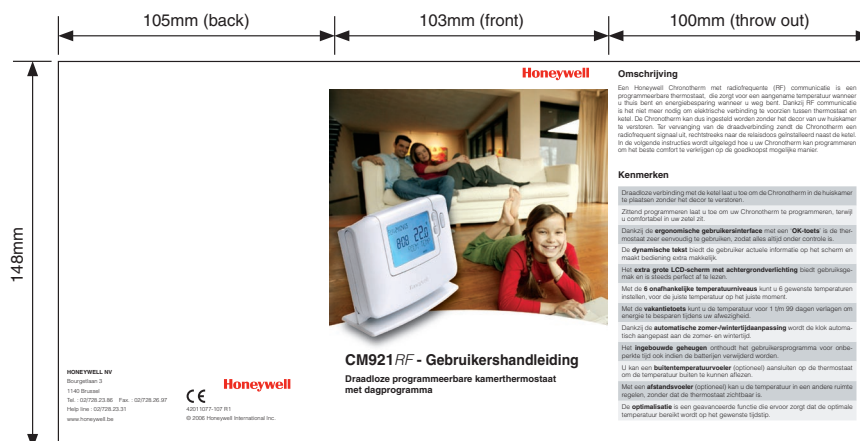 105mm (back)
103mm (front)
100mm (throw out)
148mm
HONEYWELL NV
Bourgetlaan 3
1140 Brussel
Tel. : 02/728.23.86 Fax. : 02/728.26.97
Help line : 02/728.23.31
www.honeywell.be
CE
42011077-107 R1
© 2006 Honeywell International Inc.
Honeywell
Honeywell
808 22.0
CM921RF - Gebruikershandleiding
Draadloze programmeerbare kamerthermostaat
met dagprogramma
Omschrijving
Een Honeywell Chronotherm met radiofrequente (RF) communicatie is een
programmeerbare thermostaat, die zorgt voor een aangename temperatuur wanneer
u thuis bent en energiebesparing wanneer u weg bent. Dankzij RF communicatie
is het niet meer nodig om elektrische verbinding te voorzien tussen thermostaat en
ketel. De Chronotherm kan dus ingesteld worden zonder het decor van uw huiskamer
te verstoren. Ter vervanging van de draadverbinding zendt de Chronotherm een
radiofrequent signaal uit, rechtstreeks naar de relaisdoos geïnstalleerd naast de ketel.
In de volgende instructies wordt uitgelegd hoe u uw Chronotherm kan programmeren
om het beste comfort te verkrijgen op de goedkoopst mogelijke manier.
Kenmerken
Draadloze verbinding met de ketel laat u toe om de Chronotherm in de huiskamer
te plaatsen zonder het decor te verstoren.
Zittend programmeren laat u toe om uw Chronotherm te programmeren, terwijl
u comfortabel in uw zetel zit.
Dankzij de ergonomische gebruikersinterface met een 'OK-toets' is de ther-
mostaat zeer eenvoudig te gebruiken, zodat alles altijd onder controle is.
De dynamische tekst biedt de gebruiker actuele informatie op het scherm en
maakt bediening extra makkelijk.
Het extra grote LCD-scherm met achtergrondverlichting biedt gebruiksge-
mak en is steeds perfect af te lezen.
Met de 6 onafhankelijke temperatuurniveaus kunt u 6 gewenste temperaturen
instellen, voor de juiste temperatuur op het juiste moment.
Met de vakantietoets kunt u de temperatuur voor 1 t/m 99 dagen verlagen om
energie te besparen tijdens uw afwezigheid.
Dankzij de automatische zomer-/wintertijdaanpassing wordt de klok automa-
tisch aangepast aan de zomer- en wintertijd.
Het ingebouwde geheugen onthoudt het gebruikersprogramma voor onbe-
perkte tijd ook indien de batterijen verwijderd worden.
U kan een buitentemperatuurvoeler (optioneel) aansluiten op de thermostaat
om de temperatuur buiten te kunnen aflezen.
Met een afstandsvoeler (optioneel) kan u de temperatuur in een andere ruimte
regelen, zonder dat de thermostaat zichtbaar is.
De optimalisatie is een geavanceerde functie die ervoor zorgt dat de optimale
temperatuur bereikt wordt op het gewenste tijdstip.